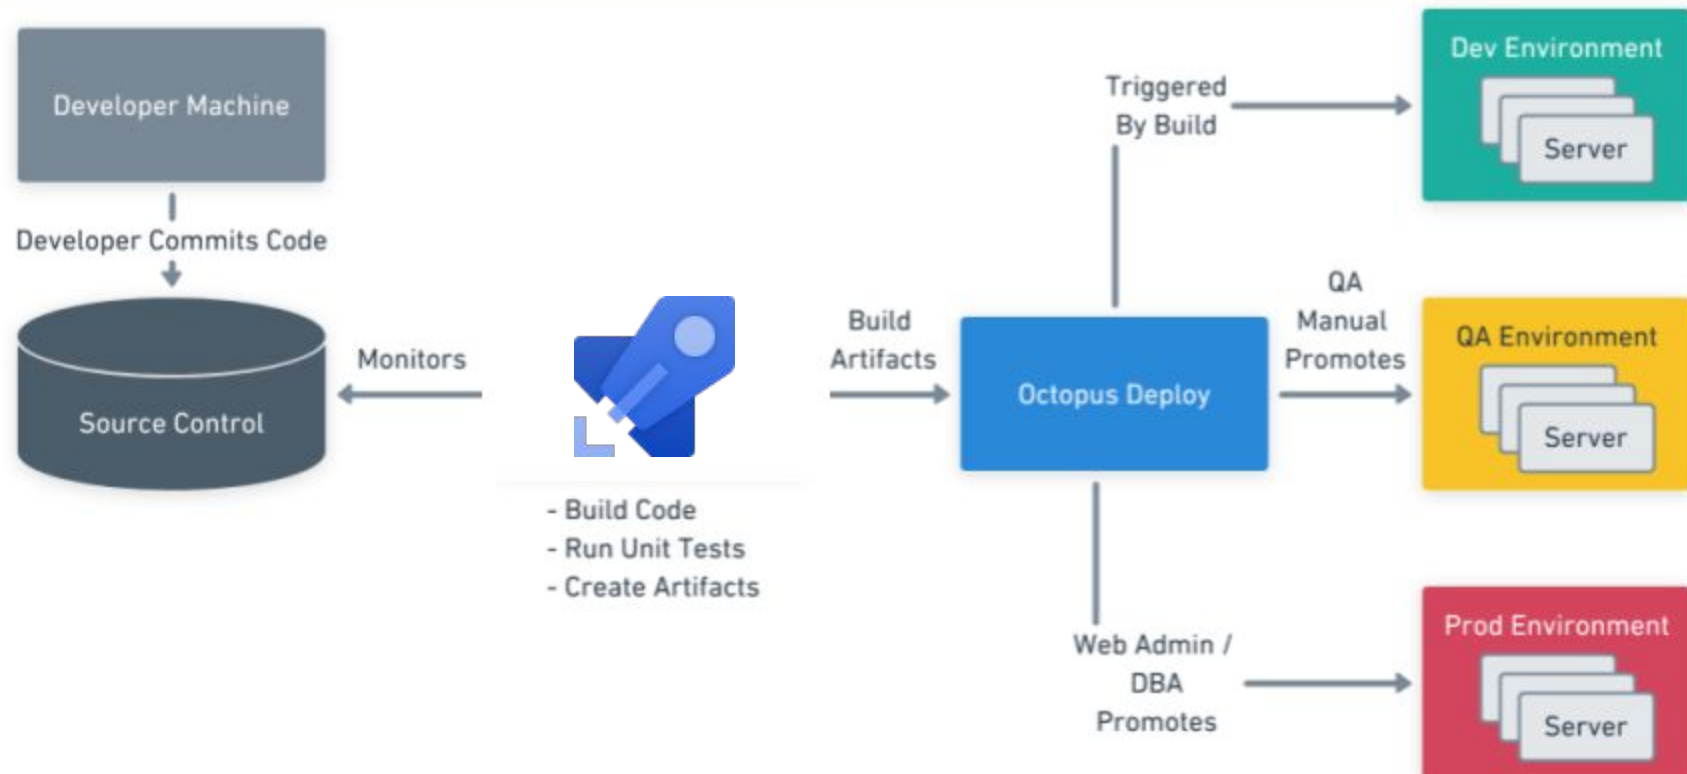 Developer Machine
Developer Commits Code
Source Control
Monitors
- Build Code
- Run Unit Tests
- Create Artifacts
Build
Artifacts
Octopus Deploy
Triggered
By Build
Dev Environment
Server
QA
Manual
Promotes
QA Environment
Server
Web Admin /
DBA
Promotes
Prod Environment
Server